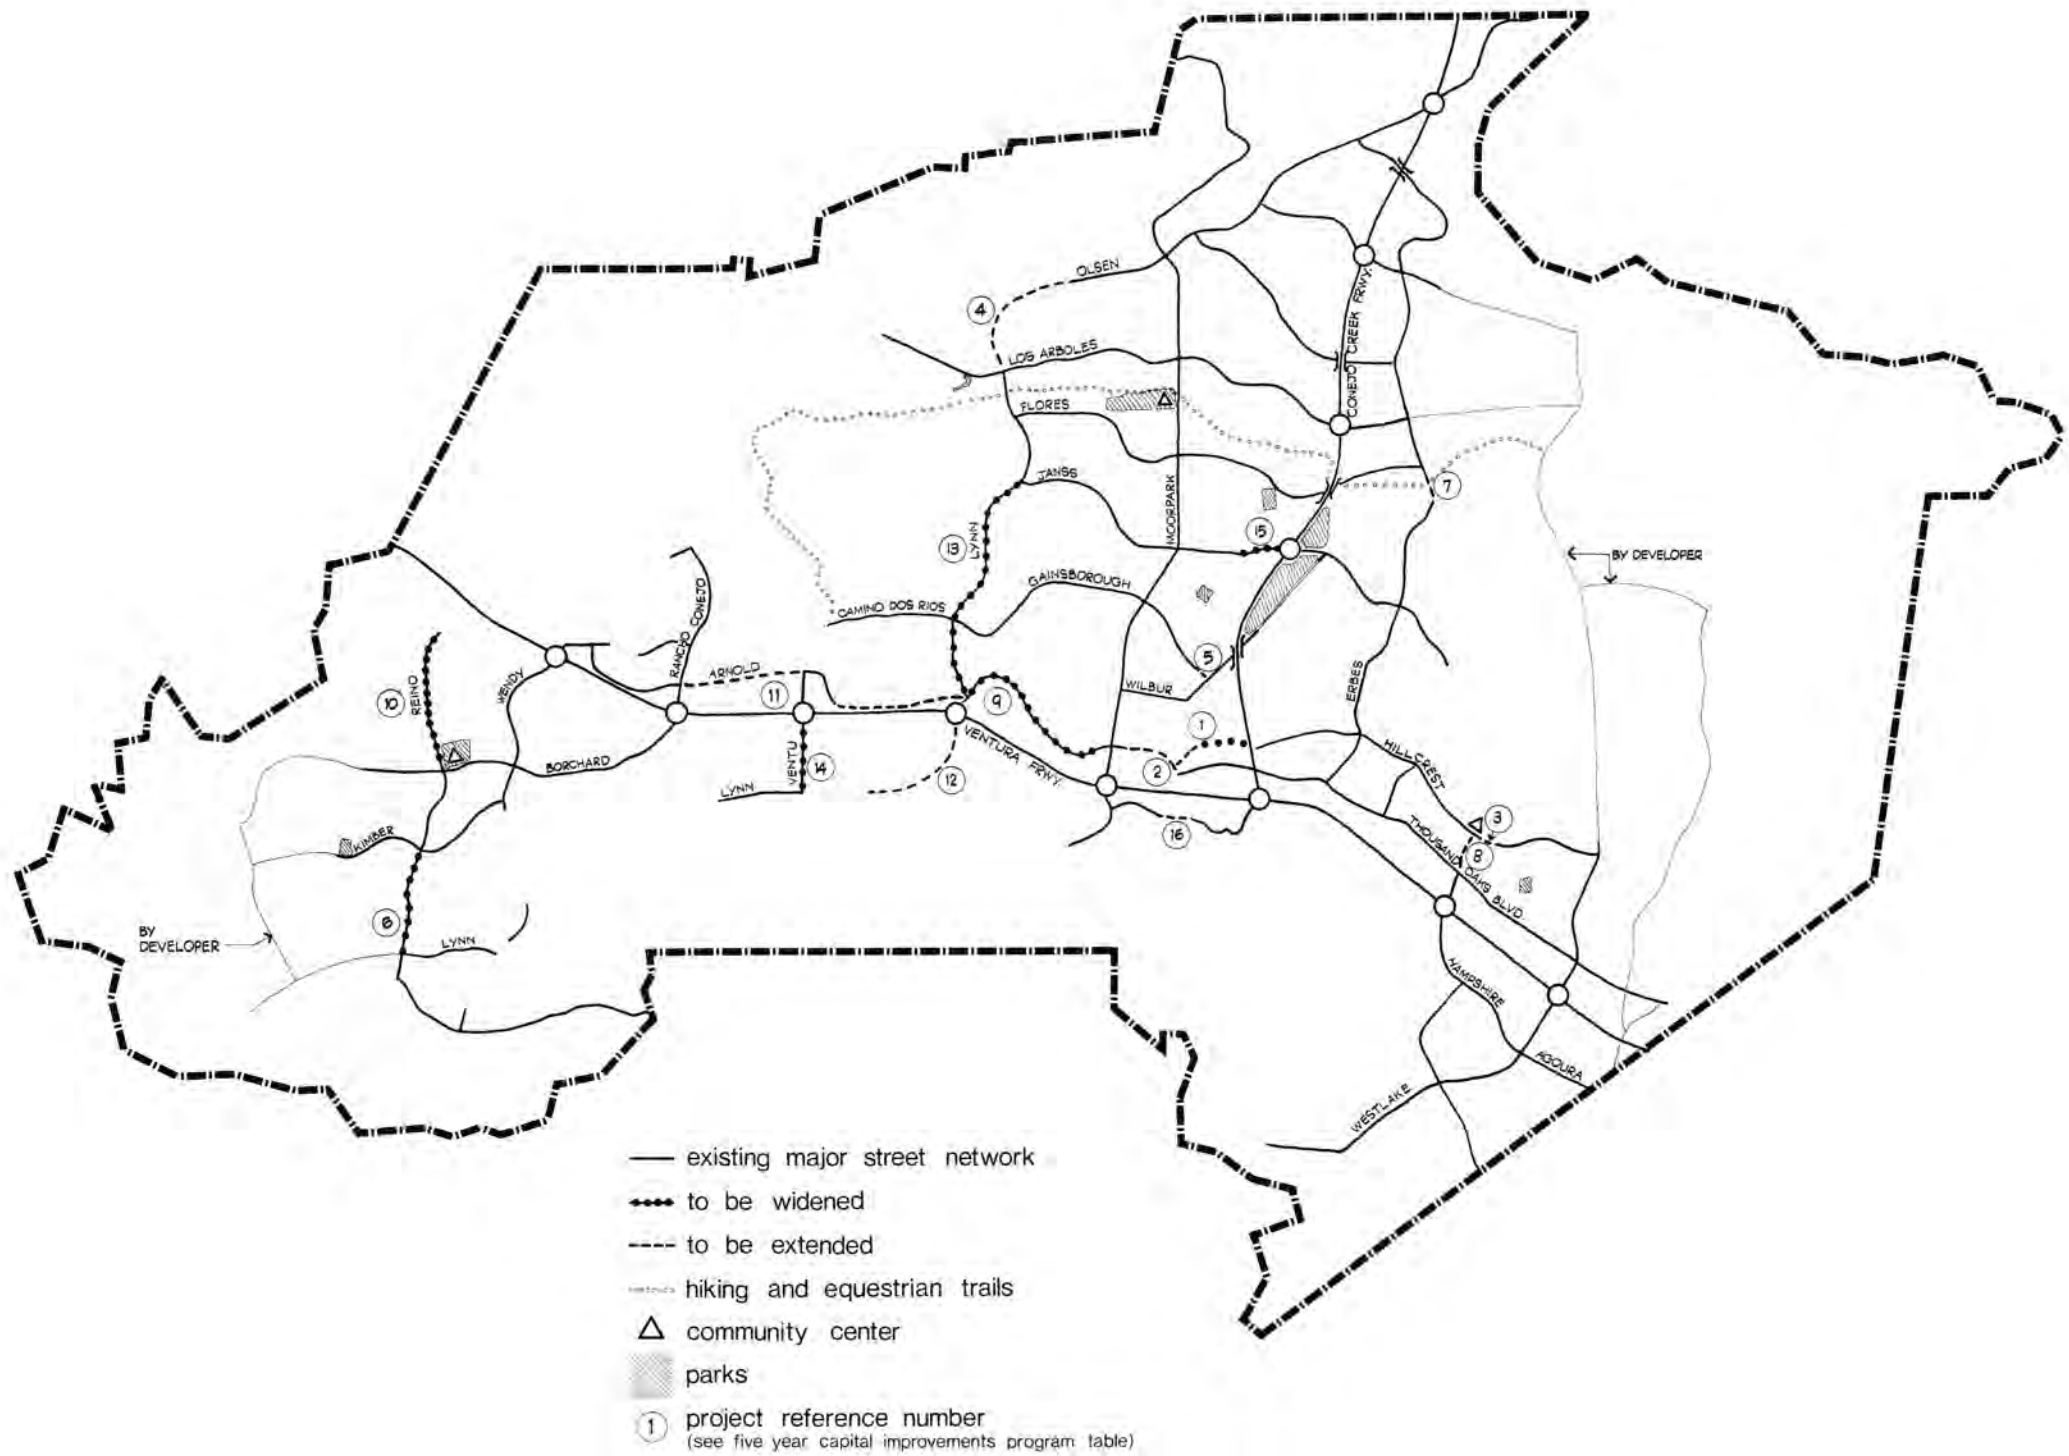 OLSEN
4
CONEJO CREEK FRWY.
LOS ARBOLES
FLORES
JANSS
MOORPARK
7
15
13
LYNN
BY DEVELOPER
GAINSBOROUGH
CAMINO DOS RIOS
RANCHO CONEJO
5
ARNOLD
WENDY
10
REINO
11
9
WILBUR
ERBES
1
VENTURA FRWY.
HILLCREST
BORCHARD
VENTU
14
12
2
LYNN
16
3
KIMBER
THOUSAND OAKS BLVD.
8
6
BY
DEVELOPER
LYNN
HAMPSHIRE
AGOURA
WESTLAKE
existing major street network
to be widened
to be extended
hiking and equestrian trails
community center
parks
1
project reference number
(see five year capital improvements program table)